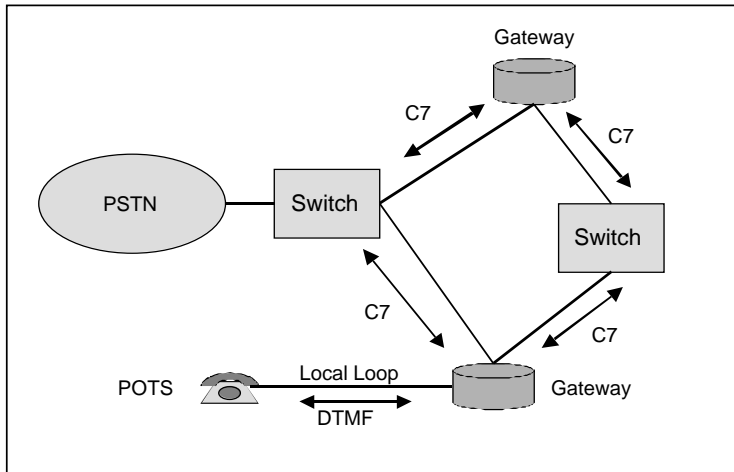 Gateway
C7
C7
PSTN
Switch
Switch
C7
C7
POTS
Local Loop
DTMF
Gateway